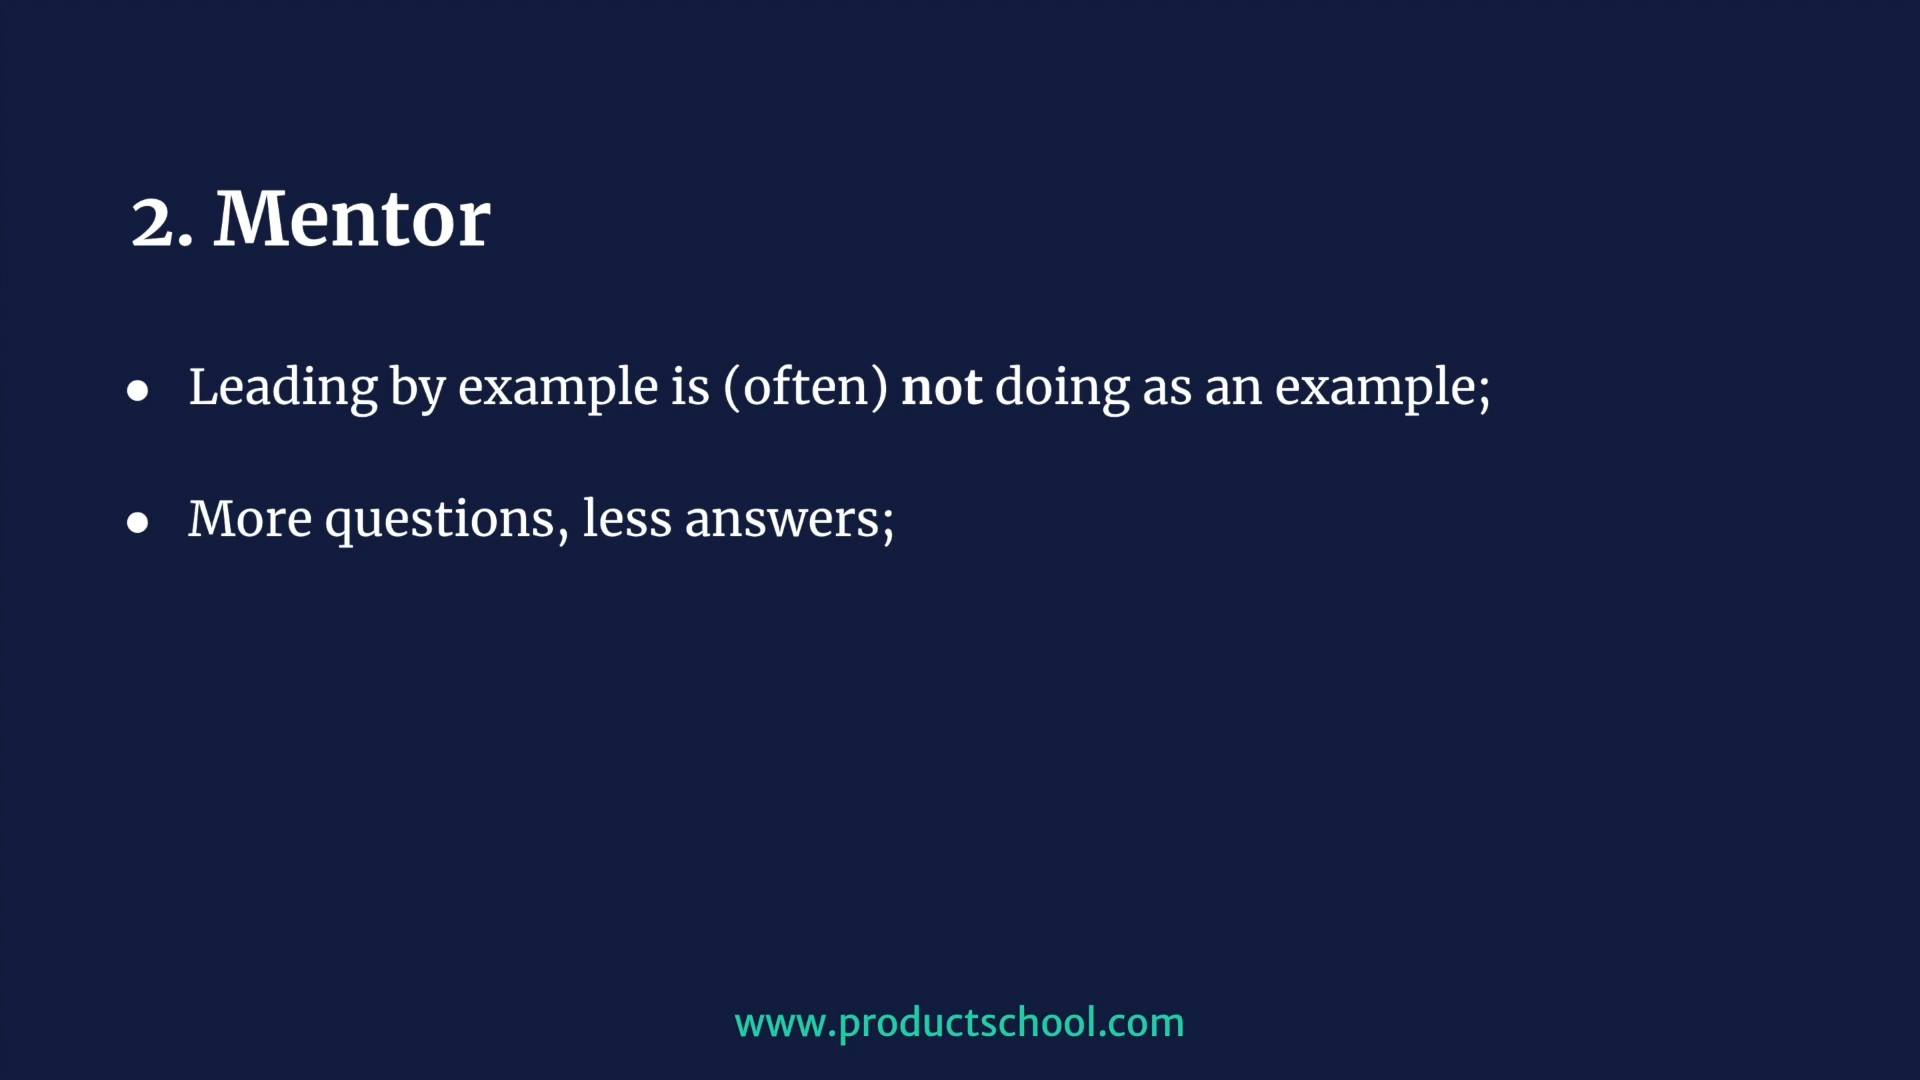 2. Mentor
● Leading by example is (often) not doing as an example;
● More questions, less answers;
www.productschool.com